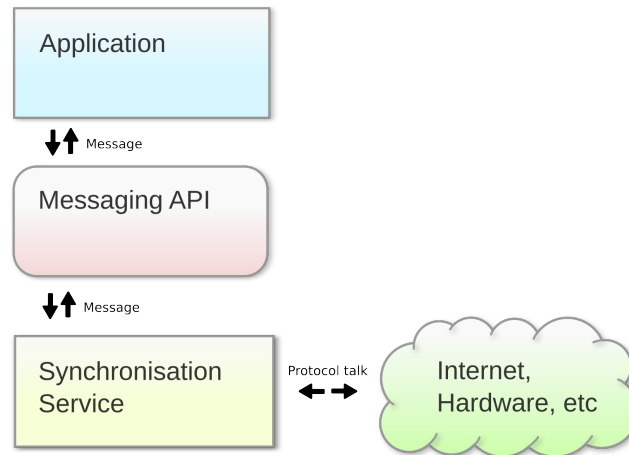 Application
Message
Messaging API
Message
Synchronisation
Service
Protocol talk
Internet,
Hardware, etc